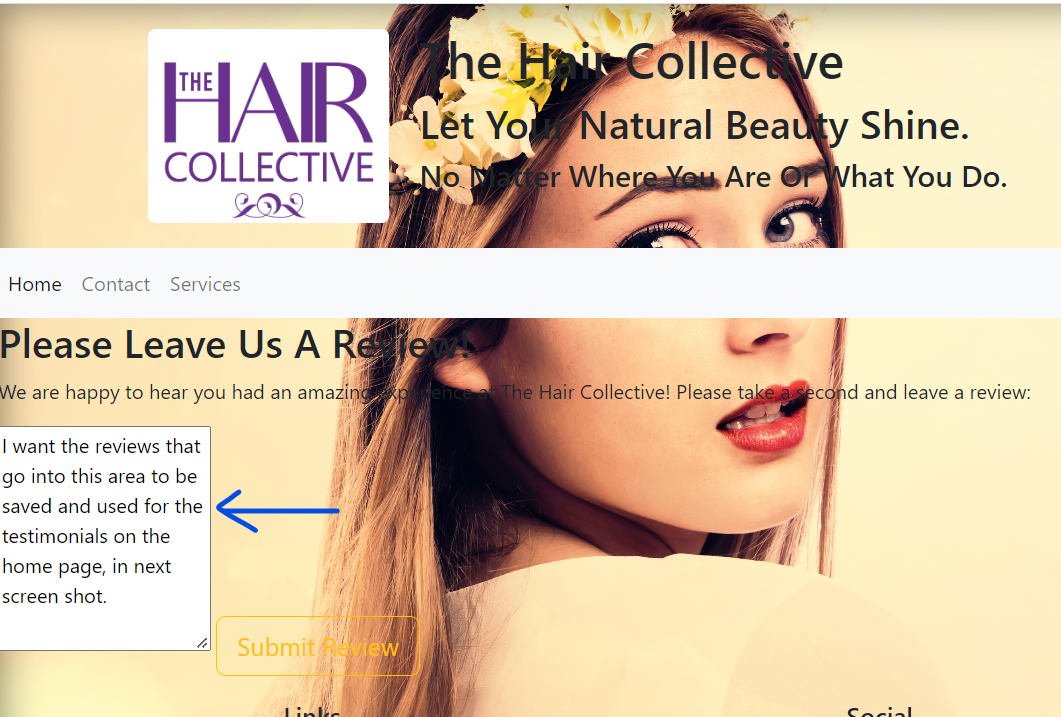 THE HAIR
COLLECTIVE
The Hair Collective
Let Your Natural Beauty Shine.
No Matter Where You Are Or What You Do.
Home Contact Services
Please Leave Us A Review!
We are happy to hear you had an amazing experience at The Hair Collective! Please take a second and leave a review:
I want the reviews that
go into this area to be
saved and used for the
testimonials on the
home page, in next
screen shot.
Submit Review
Links Social